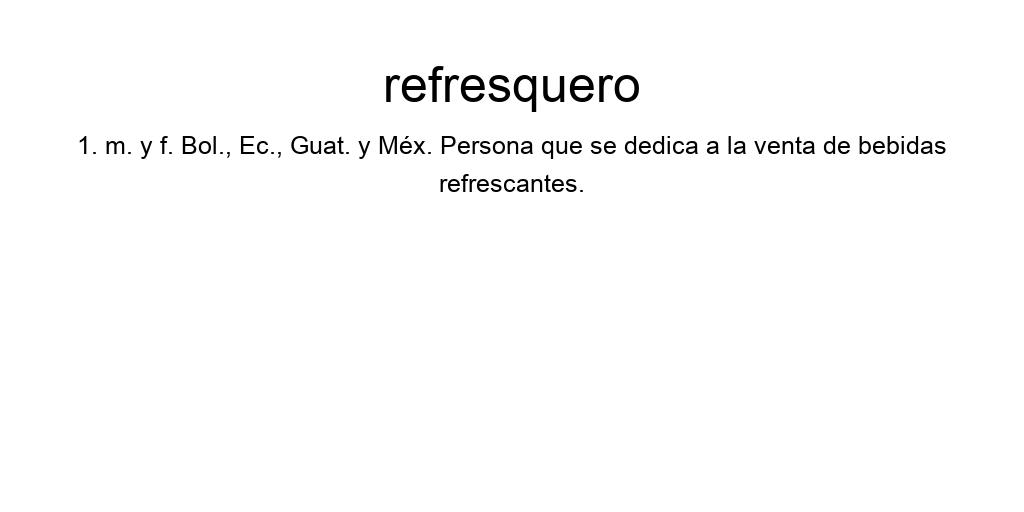 refresquero
1. m. y f. Bol., Ec., Guat. y Méx. Persona que se dedica a la venta de bebidas
refrescantes.